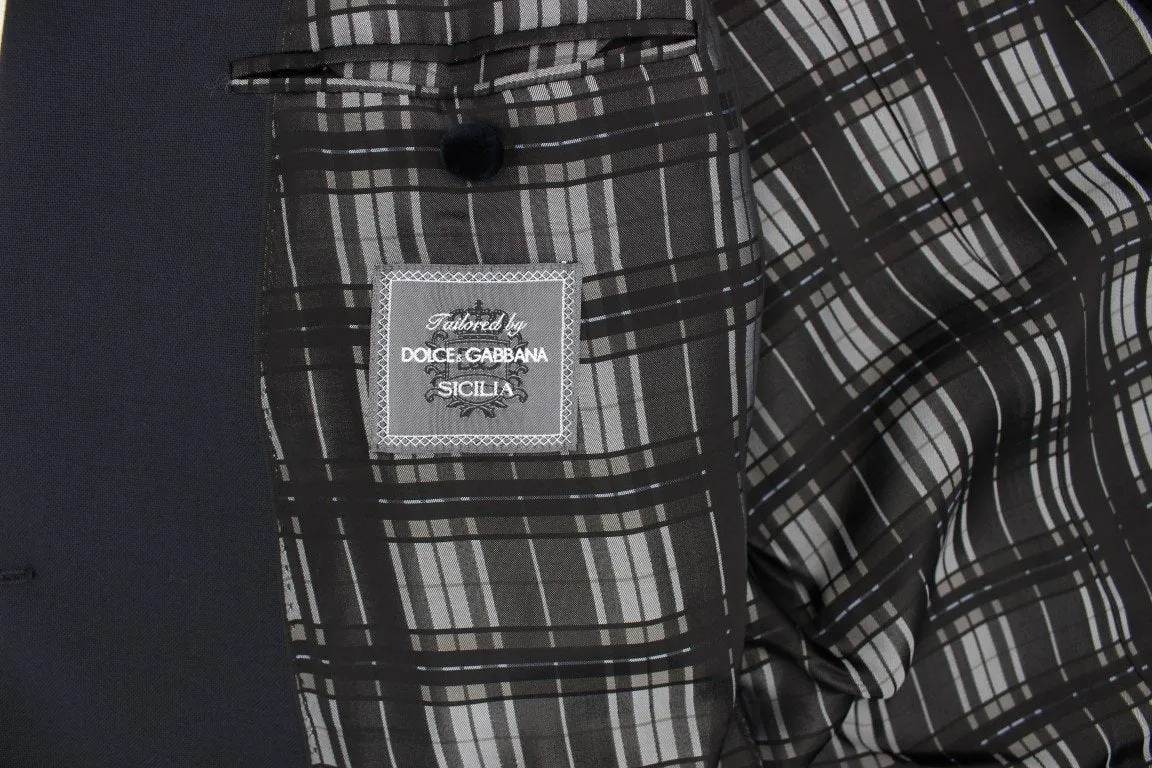 Tailored by
DOLCE & GABBANA
SICILIA